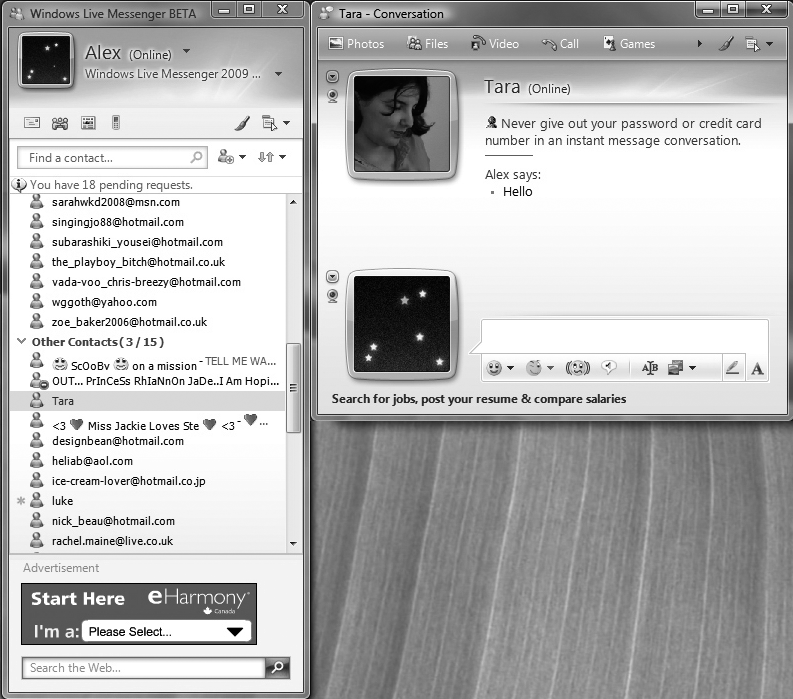 Windows Live Messenger BETA
Alex (Online)
Windows Live Messenger 2009 ...
Find a contact...
You have 18 pending requests.
sarahwkd2008@msn.com
singingjo88@hotmail.com
subarashiki_yousei@hotmail.com
the_playboy_bitch@hotmail.co.uk
vada-voo_chris-breezy@hotmail.com
wggoth@yahoo.com
zoe_baker2006@hotmail.co.uk
Other Contacts( 3 / 15 )
ScOoBv on a mission - TELL ME WA...
OUT... PrInCeSs RhIaNnOn JaDe..I Am Hopi...
Tara
<3 Miss Jackie Loves Ste <3 - ...
designbean@hotmail.com
heliab@aol.com
ice-cream-lover@hotmail.co.jp
luke
nick_beau@hotmail.com
rachel.maine@live.co.uk
Advertisement
Start Here eHarmony®
Canada
I'm a: Please Select...
Search the Web...
Tara - Conversation
Photos Files Video Call Games
Tara (Online)
Never give out your password or credit card
number in an instant message conversation.
Alex says:
Hello
A
Search for jobs, post your resume & compare salaries